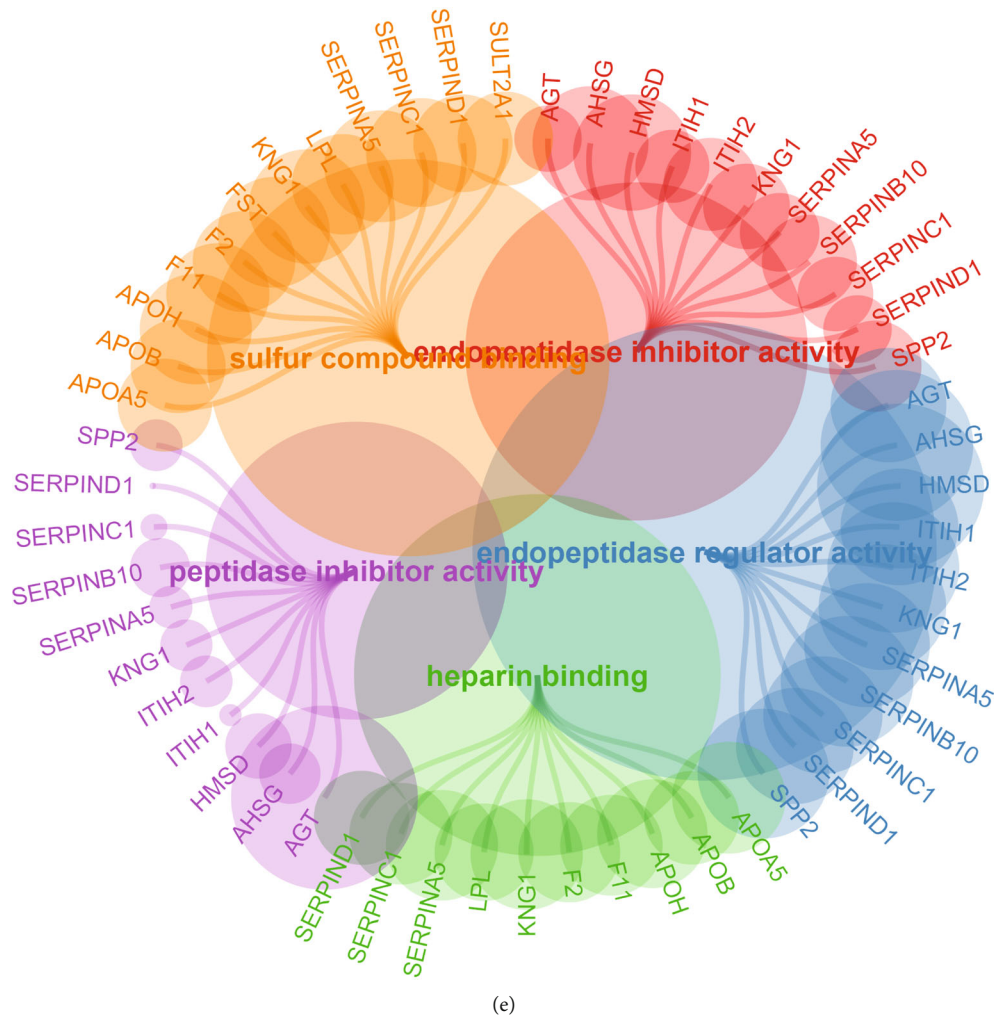 SULT2A1
SERPIND1
SERPINC1
SERPINA5
LPL
KNG1
FST
F2
F11
APOH
APOB
APOA5
sulfur compound binding
AGT
AHSG
HMSD
ITIH1
ITIH2
KNG1
SERPINA5
SERPINB10
SERPINC1
SERPIND1
SPP2
endopeptidase inhibitor activity
AGT
AHSG
HMSD
ITIH1
ITIH2
KNG1
SERPINA5
SERPINB10
SERPINC1
SERPIND1
SPP2
endopeptidase regulator activity
SPP2
SERPIND1
SERPINC1
SERPINB10
SERPINA5
KNG1
ITIH2
ITIH1
HMSD
AHSG
AGT
peptidase inhibitor activity
heparin binding
SERPIND1
SERPINC1
SERPINA5
LPL
KNG1
F2
F11
APOH
APOB
APOA5
(e)